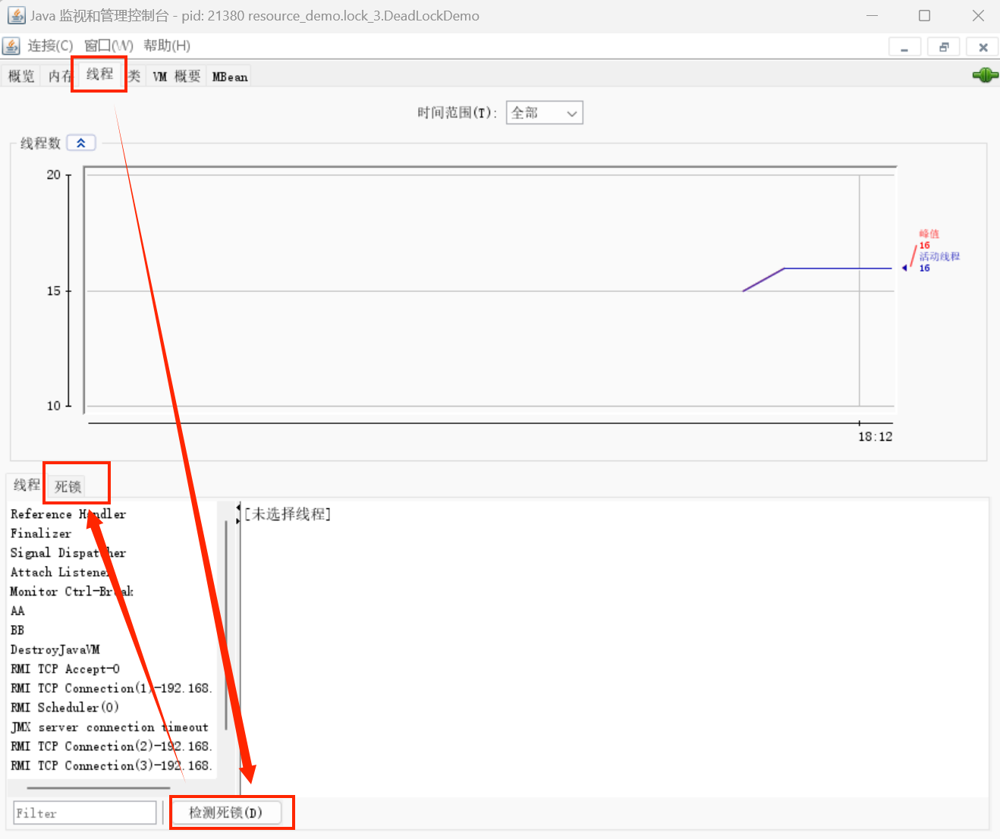 Java 监视和管理控制台 - pid: 21380 resource_demo.lock_3.DeadLockDemo
连接(C) 窗口(W) 帮助(H)
概览 内存 线程 类 VM 概要 MBean
时间范围(T): 全部
线程数
20
15
10
峰值
16
活动线程
16
18:12
线程 死锁
Reference Handler
Finalizer
Signal Dispatcher
Attach Listener
Monitor Ctrl-Break
AA
BB
DestroyJavaVM
RMI TCP Accept-0
RMI TCP Connection(1)-192.168.
RMI Scheduler(0)
JMX server connection timeout
RMI TCP Connection(2)-192.168.
RMI TCP Connection(3)-192.168.
[未选择线程]
Filter
检测死锁(D)